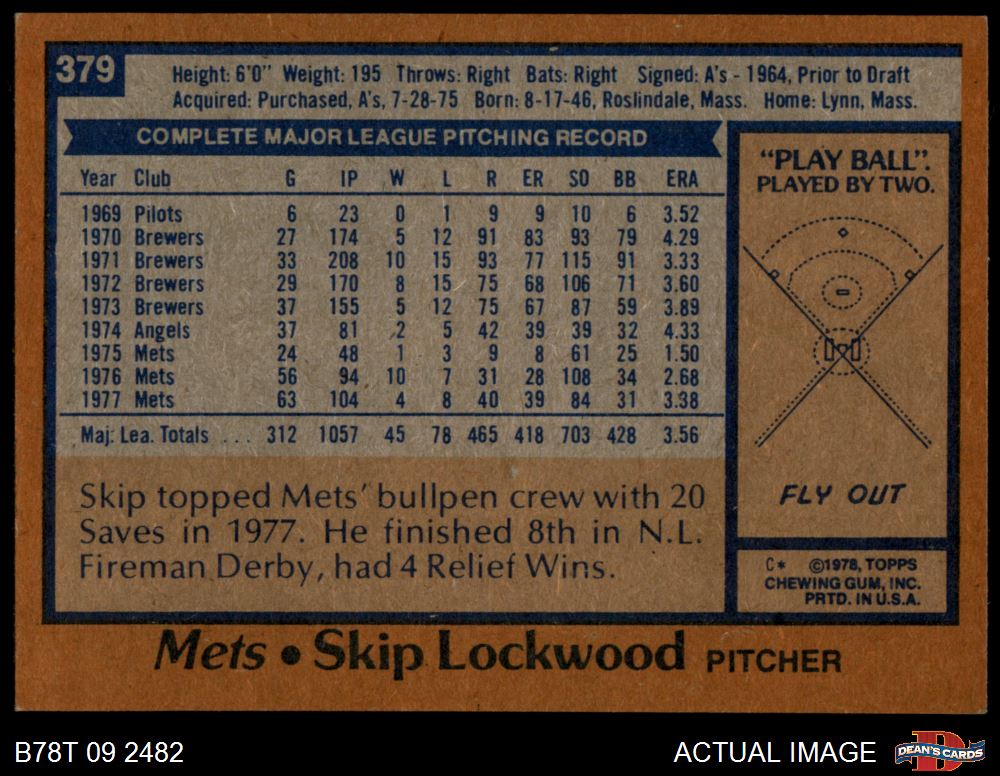 379
Height: 6'0" Weight: 195 Throws: Right Bats: Right Signed: A's - 1964, Prior to Draft
Acquired: Purchased, A's, 7-28-75 Born: 8-17-46, Roslindale, Mass. Home: Lynn, Mass.
COMPLETE MAJOR LEAGUE PITCHING RECORD
Year Club G IP W L R ER SO BB ERA
1969 Pilots 6 23 0 1 9 9 10 6 3.52
1970 Brewers 27 174 5 12 91 83 93 79 4.29
1971 Brewers 33 208 10 15 93 77 115 91 3.33
1972 Brewers 29 170 8 15 75 68 106 71 3.60
1973 Brewers 37 155 5 12 75 67 87 59 3.89
1974 Angels 37 81 2 5 42 39 39 32 4.33
1975 Mets 24 48 1 3 9 8 61 25 1.50
1976 Mets 56 94 10 7 31 28 108 34 2.68
1977 Mets 63 104 4 8 40 39 84 31 3.38
Maj. Lea. Totals ... 312 1057 45 78 465 418 703 428 3.56
Skip topped Mets' bullpen crew with 20
Saves in 1977. He finished 8th in N.L.
Fireman Derby, had 4 Relief Wins.
"PLAY BALL".
PLAYED BY TWO.
FLY OUT
C* ©1978, TOPPS
CHEWING GUM, INC.
PRTD. IN U.S.A.
Mets • Skip Lockwood PITCHER
B78T 09 2482
ACTUAL IMAGE
D
DEAN'S CARDS